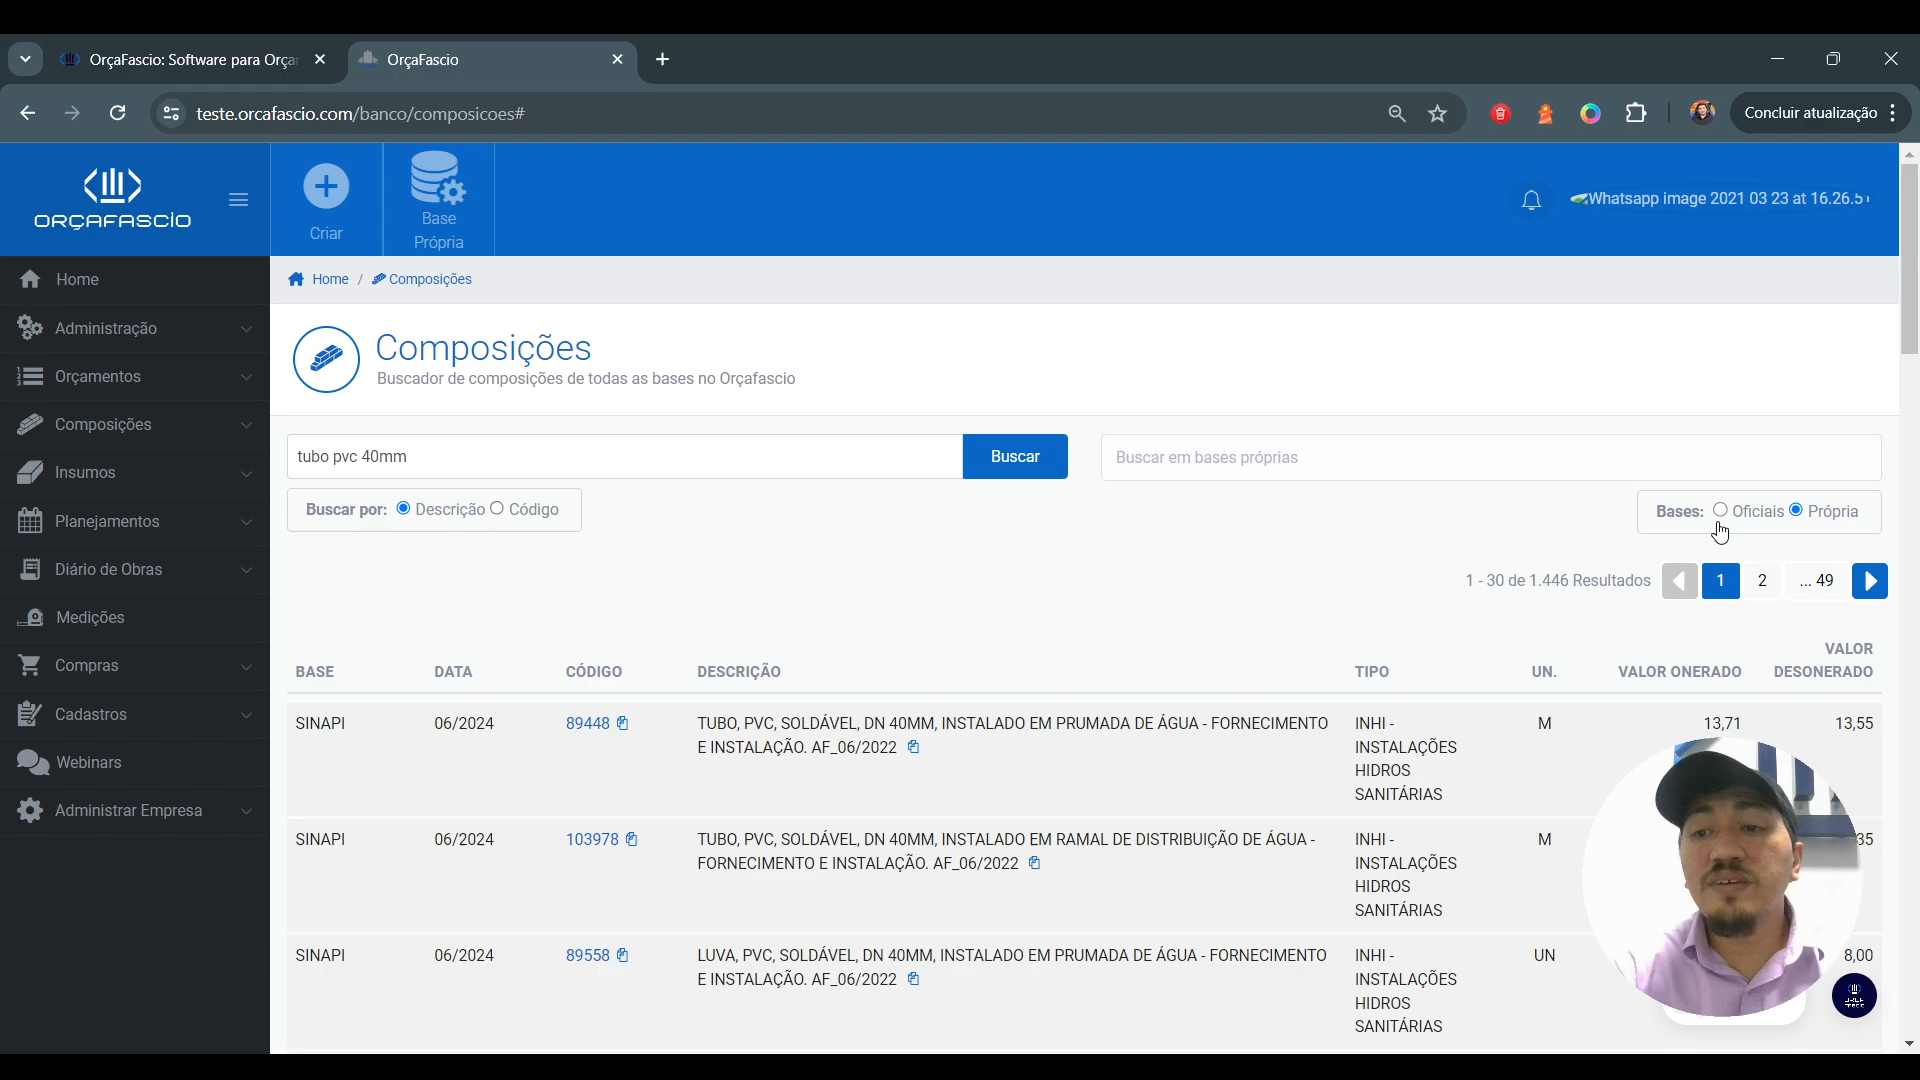 OrçaFascio: Software para Orça
OrçaFascio
teste.orcafascio.com/banco/composicoes#
Concluir atualização
ORÇAFASCIO
Criar
Base
Própria
Whatsapp image 2021 03 23 at 16.26.5
Home
Administração
Orçamentos
Composições
Insumos
Planejamentos
Diário de Obras
Medições
Compras
Cadastros
Webinars
Administrar Empresa
Home / Composições
Composições
Buscador de composições de todas as bases no Orçafascio
tubo pvc 40mm
Buscar
Buscar em bases próprias
Buscar por: Descrição Código
Bases: Oficiais Própria
1 - 30 de 1.446 Resultados
1 2 ... 49
BASE DATA CÓDIGO DESCRIÇÃO TIPO UN. VALOR ONERADO VALOR DESONERADO
SINAPI 06/2024 89448 TUBO, PVC, SOLDÁVEL, DN 40MM, INSTALADO EM PRUMADA DE ÁGUA - FORNECIMENTO INHI - M 13,71 13,55
E INSTALAÇÃO. AF_06/2022 INSTALAÇÕES
HIDROS
SANITÁRIAS
SINAPI 06/2024 103978 TUBO, PVC, SOLDÁVEL, DN 40MM, INSTALADO EM RAMAL DE DISTRIBUIÇÃO DE ÁGUA - INHI - M 35
FORNECIMENTO E INSTALAÇÃO. AF_06/2022 INSTALAÇÕES
HIDROS
SANITÁRIAS
SINAPI 06/2024 89558 LUVA, PVC, SOLDÁVEL, DN 40MM, INSTALADO EM PRUMADA DE ÁGUA - FORNECIMENTO INHI - UN 8,00
E INSTALAÇÃO. AF_06/2022 INSTALAÇÕES
HIDROS
SANITÁRIAS